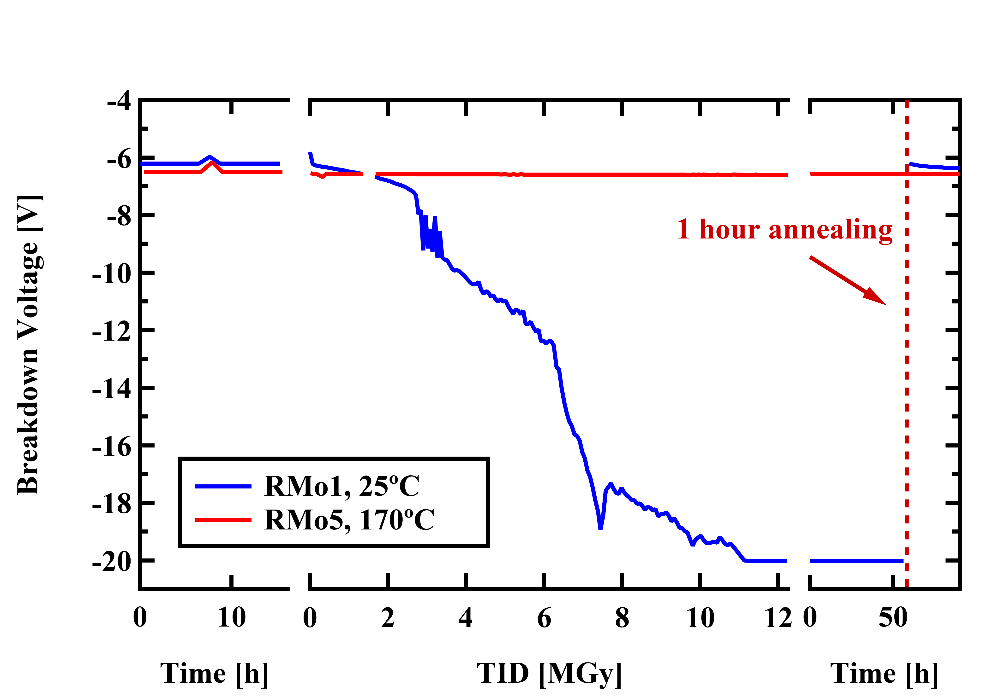 -4
-6
-8
-10
-12
-14
-16
-18
-20
Breakdown Voltage [V]
1 hour annealing
RMo1, 25ºC
RMo5, 170ºC
0 10 0 2 4 6 8 10 12 0 50
Time [h] TID [MGy] Time [h]